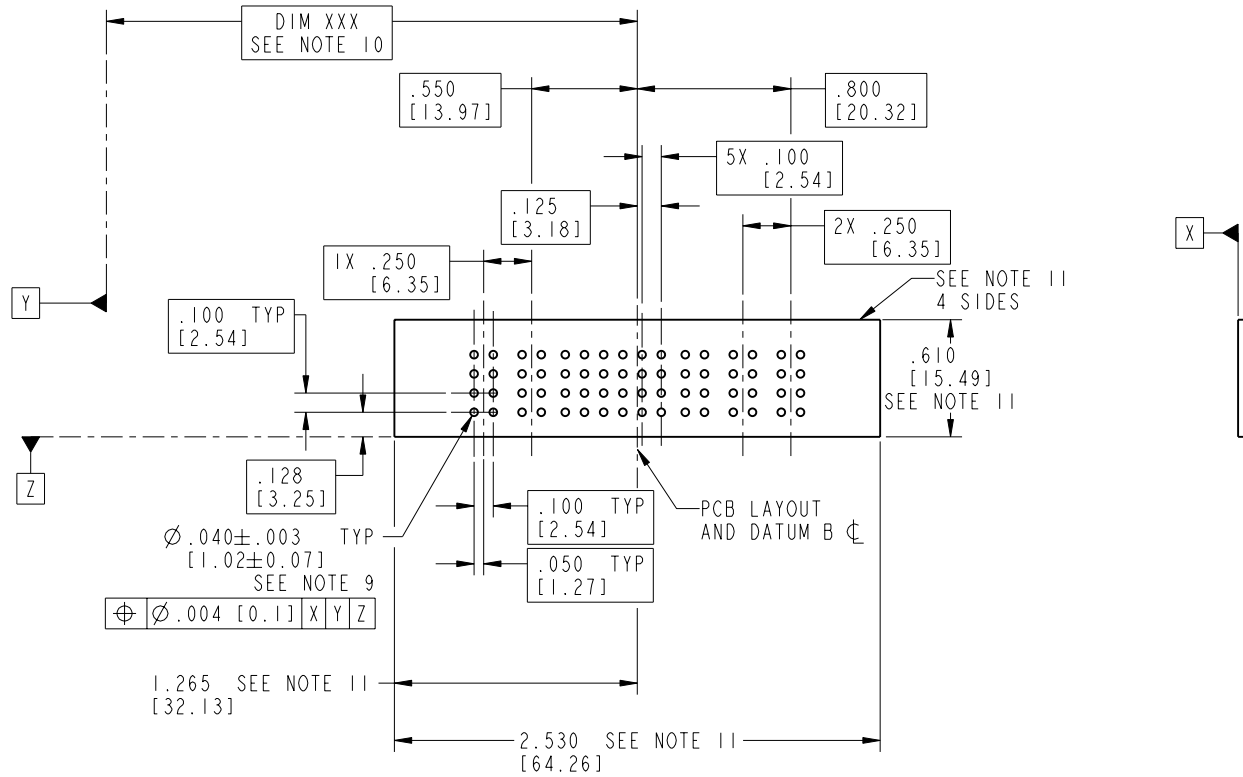 DIM XXX
SEE NOTE 10
.550
[13.97]
.800
[20.32]
5X .100
[2.54]
.125
[3.18]
2X .250
[6.35]
X
1X .250
[6.35]
SEE NOTE 11
4 SIDES
Y
.100 TYP
[2.54]
.610
[15.49]
SEE NOTE 11
Z
.128
[3.25]
.100 TYP
[2.54]
PCB LAYOUT
AND DATUM B ℄
Ø.040±.003 TYP
[1.02±0.07]
SEE NOTE 9
.050 TYP
[1.27]
⌖ Ø.004 [0.1] X Y Z
1.265 SEE NOTE 11
[32.13]
2.530 SEE NOTE 11
[64.26]